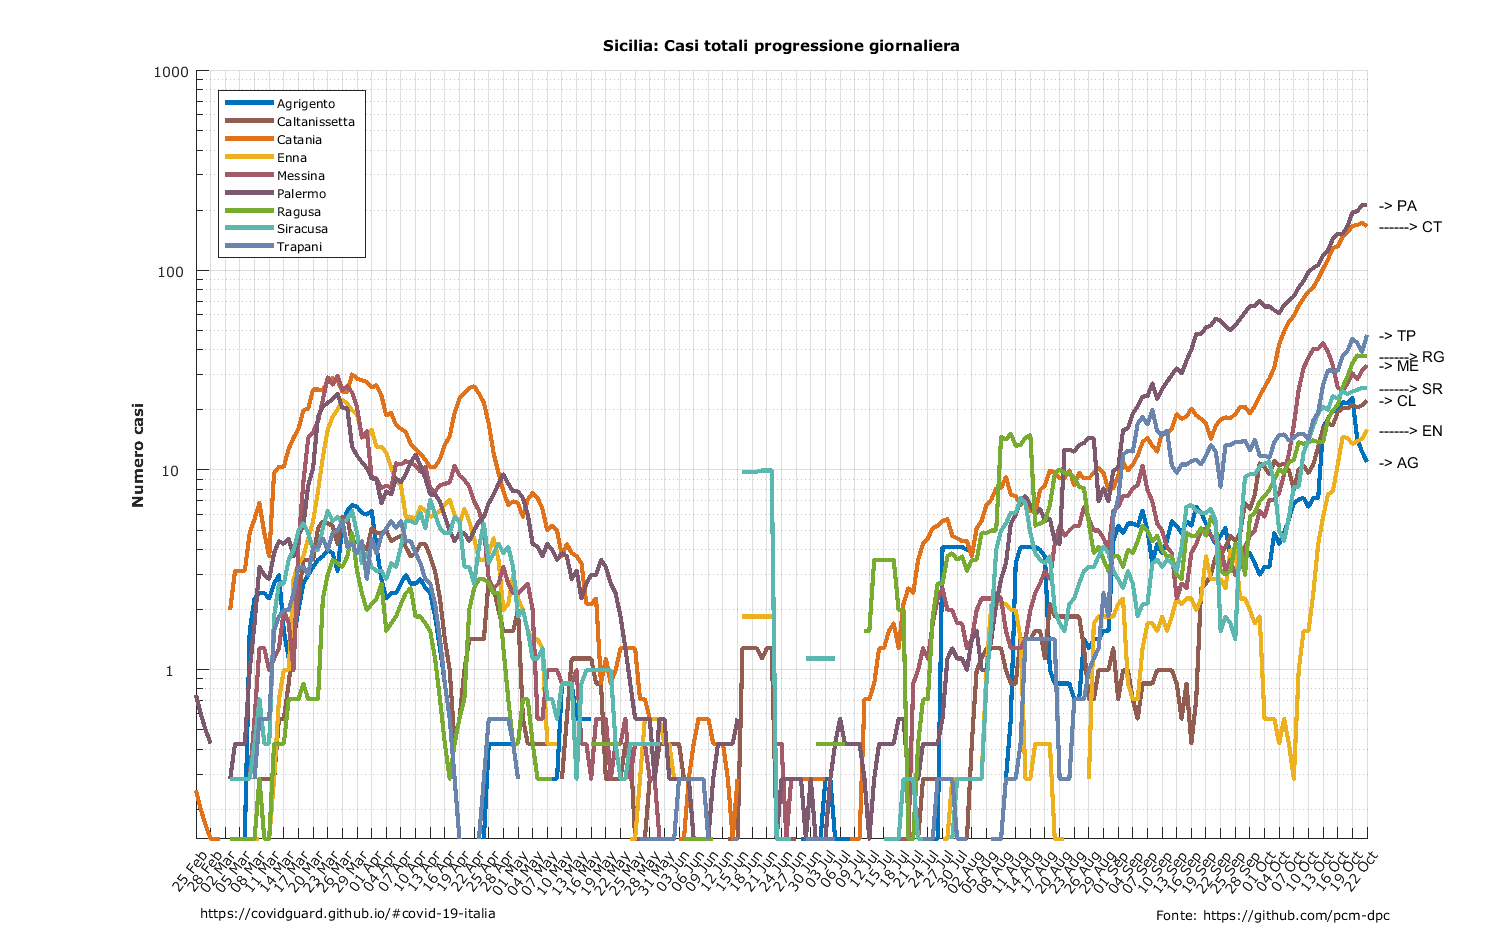 Sicilia: Casi totali progressione giornaliera
1000
100
10
1
Numero casi
Agrigento
Caltanissetta
Catania
Enna
Messina
Palermo
Ragusa
Siracusa
Trapani
-> PA
------> CT
-> TP
------> RG
-> ME
------> SR
-> CL
------> EN
-> AG
25 Feb
28 Feb
02 Mar
05 Mar
08 Mar
11 Mar
14 Mar
17 Mar
20 Mar
23 Mar
26 Mar
29 Mar
01 Apr
04 Apr
07 Apr
10 Apr
13 Apr
16 Apr
19 Apr
22 Apr
25 Apr
28 Apr
01 May
04 May
07 May
10 May
13 May
16 May
19 May
22 May
25 May
28 May
31 May
03 Jun
06 Jun
09 Jun
12 Jun
15 Jun
18 Jun
21 Jun
24 Jun
27 Jun
30 Jun
03 Jul
06 Jul
09 Jul
12 Jul
15 Jul
18 Jul
21 Jul
24 Jul
27 Jul
30 Jul
02 Aug
05 Aug
08 Aug
11 Aug
14 Aug
17 Aug
20 Aug
23 Aug
26 Aug
29 Aug
01 Sep
04 Sep
07 Sep
10 Sep
13 Sep
16 Sep
19 Sep
22 Sep
25 Sep
28 Sep
01 Oct
04 Oct
07 Oct
10 Oct
13 Oct
16 Oct
19 Oct
22 Oct
https://covidguard.github.io/#covid-19-italia
Fonte: https://github.com/pcm-dpc